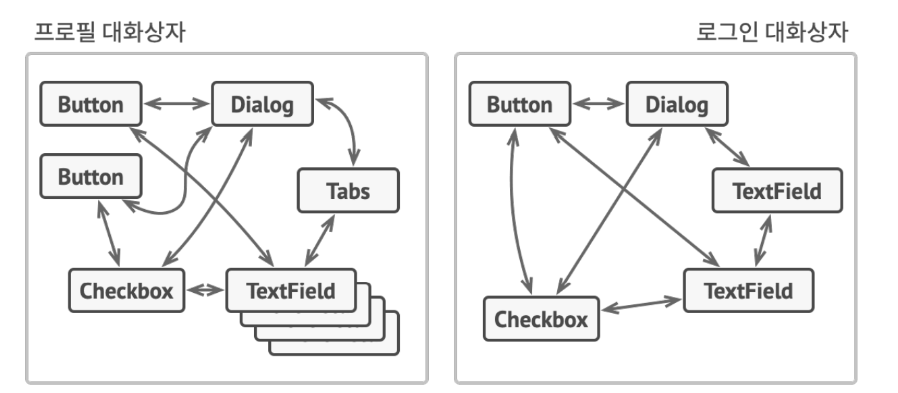 프로필 대화상자
로그인 대화상자
Button
Dialog
Button
Tabs
Checkbox
TextField
Button
Dialog
TextField
TextField
Checkbox